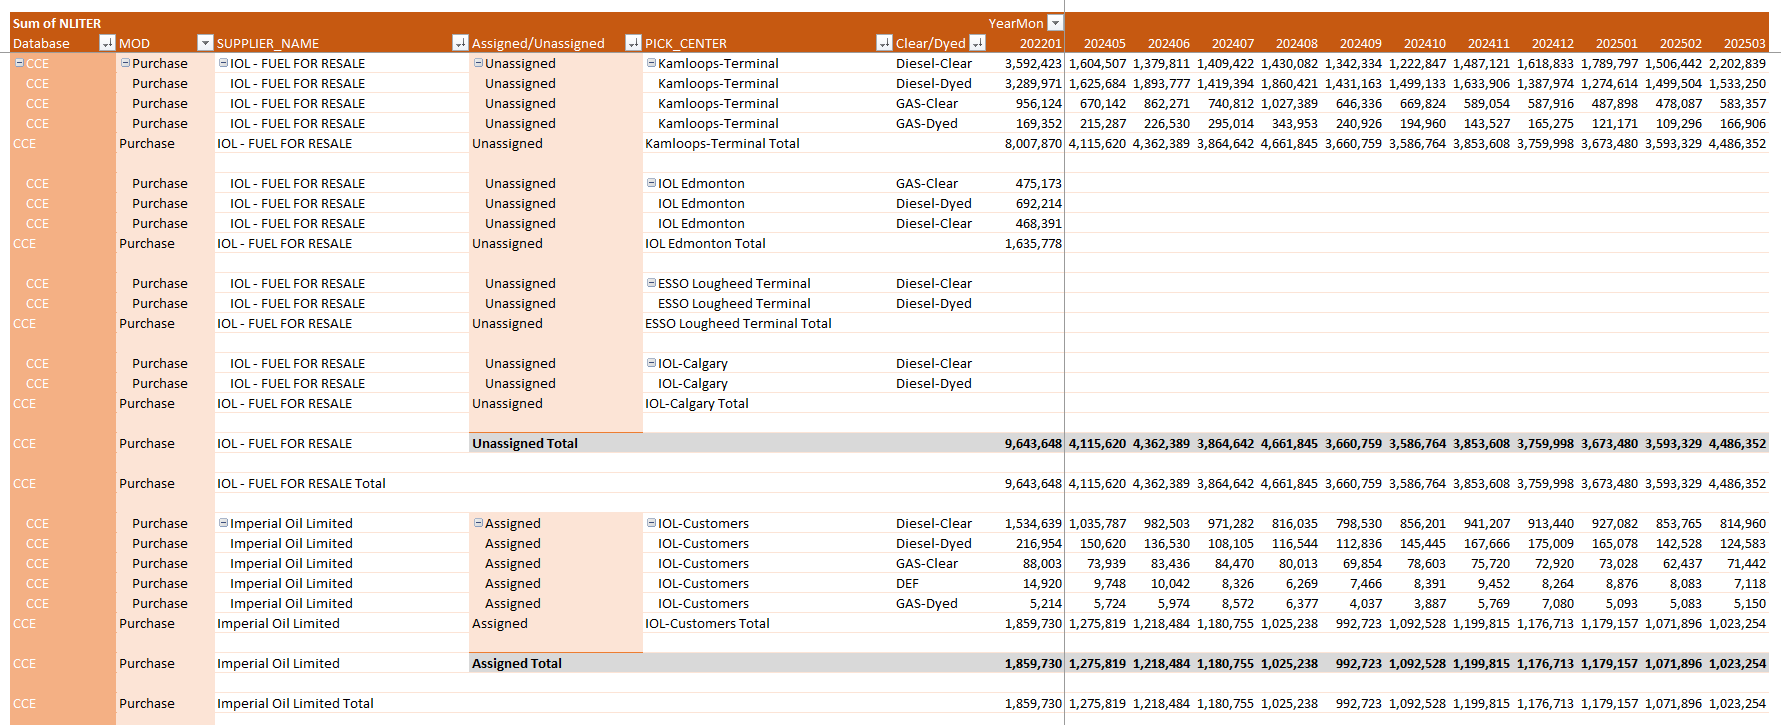 Sum of NLITER YearMon
Database MOD SUPPLIER_NAME Assigned/Unassigned PICK_CENTER Clear/Dyed 202201 202405 202406 202407 202408 202409 202410 202411 202412 202501 202502 202503
CCE Purchase IOL - FUEL FOR RESALE Unassigned Kamloops-Terminal Diesel-Clear 3,592,423 1,604,507 1,379,811 1,409,422 1,430,082 1,342,334 1,222,847 1,487,121 1,618,833 1,789,797 1,506,442 2,202,839
CCE Purchase IOL - FUEL FOR RESALE Unassigned Kamloops-Terminal Diesel-Dyed 3,289,971 1,625,684 1,893,777 1,419,394 1,860,421 1,431,163 1,499,133 1,633,906 1,387,974 1,274,614 1,499,504 1,533,250
CCE Purchase IOL - FUEL FOR RESALE Unassigned Kamloops-Terminal GAS-Clear 956,124 670,142 862,271 740,812 1,027,389 646,336 669,824 589,054 587,916 487,898 478,087 583,357
CCE Purchase IOL - FUEL FOR RESALE Unassigned Kamloops-Terminal GAS-Dyed 169,352 215,287 226,530 295,014 343,953 240,926 194,960 143,527 165,275 121,171 109,296 166,906
CCE Purchase IOL - FUEL FOR RESALE Unassigned Kamloops-Terminal Total 8,007,870 4,115,620 4,362,389 3,864,642 4,661,845 3,660,759 3,586,764 3,853,608 3,759,998 3,673,480 3,593,329 4,486,352
CCE Purchase IOL - FUEL FOR RESALE Unassigned IOL Edmonton GAS-Clear 475,173
CCE Purchase IOL - FUEL FOR RESALE Unassigned IOL Edmonton Diesel-Dyed 692,214
CCE Purchase IOL - FUEL FOR RESALE Unassigned IOL Edmonton Diesel-Clear 468,391
CCE Purchase IOL - FUEL FOR RESALE Unassigned IOL Edmonton Total 1,635,778
CCE Purchase IOL - FUEL FOR RESALE Unassigned ESSO Lougheed Terminal Diesel-Clear
CCE Purchase IOL - FUEL FOR RESALE Unassigned ESSO Lougheed Terminal Diesel-Dyed
CCE Purchase IOL - FUEL FOR RESALE Unassigned ESSO Lougheed Terminal Total
CCE Purchase IOL - FUEL FOR RESALE Unassigned IOL-Calgary Diesel-Clear
CCE Purchase IOL - FUEL FOR RESALE Unassigned IOL-Calgary Diesel-Dyed
CCE Purchase IOL - FUEL FOR RESALE Unassigned IOL-Calgary Total
CCE Purchase IOL - FUEL FOR RESALE Unassigned Total 9,643,648 4,115,620 4,362,389 3,864,642 4,661,845 3,660,759 3,586,764 3,853,608 3,759,998 3,673,480 3,593,329 4,486,352
CCE Purchase IOL - FUEL FOR RESALE Total 9,643,648 4,115,620 4,362,389 3,864,642 4,661,845 3,660,759 3,586,764 3,853,608 3,759,998 3,673,480 3,593,329 4,486,352
CCE Purchase Imperial Oil Limited Assigned IOL-Customers Diesel-Clear 1,534,639 1,035,787 982,503 971,282 816,035 798,530 856,201 941,207 913,440 927,082 853,765 814,960
CCE Purchase Imperial Oil Limited Assigned IOL-Customers Diesel-Dyed 216,954 150,620 136,530 108,105 116,544 112,836 145,445 167,666 175,009 165,078 142,528 124,583
CCE Purchase Imperial Oil Limited Assigned IOL-Customers GAS-Clear 88,003 73,939 83,436 84,470 80,013 69,854 78,603 75,720 72,920 73,028 62,437 71,442
CCE Purchase Imperial Oil Limited Assigned IOL-Customers DEF 14,920 9,748 10,042 8,326 6,269 7,466 8,391 9,452 8,264 8,876 8,083 7,118
CCE Purchase Imperial Oil Limited Assigned IOL-Customers GAS-Dyed 5,214 5,724 5,974 8,572 6,377 4,037 3,887 5,769 7,080 5,093 5,083 5,150
CCE Purchase Imperial Oil Limited Assigned IOL-Customers Total 1,859,730 1,275,819 1,218,484 1,180,755 1,025,238 992,723 1,092,528 1,199,815 1,176,713 1,179,157 1,071,896 1,023,254
CCE Purchase Imperial Oil Limited Assigned Total 1,859,730 1,275,819 1,218,484 1,180,755 1,025,238 992,723 1,092,528 1,199,815 1,176,713 1,179,157 1,071,896 1,023,254
CCE Purchase Imperial Oil Limited Total 1,859,730 1,275,819 1,218,484 1,180,755 1,025,238 992,723 1,092,528 1,199,815 1,176,713 1,179,157 1,071,896 1,023,254